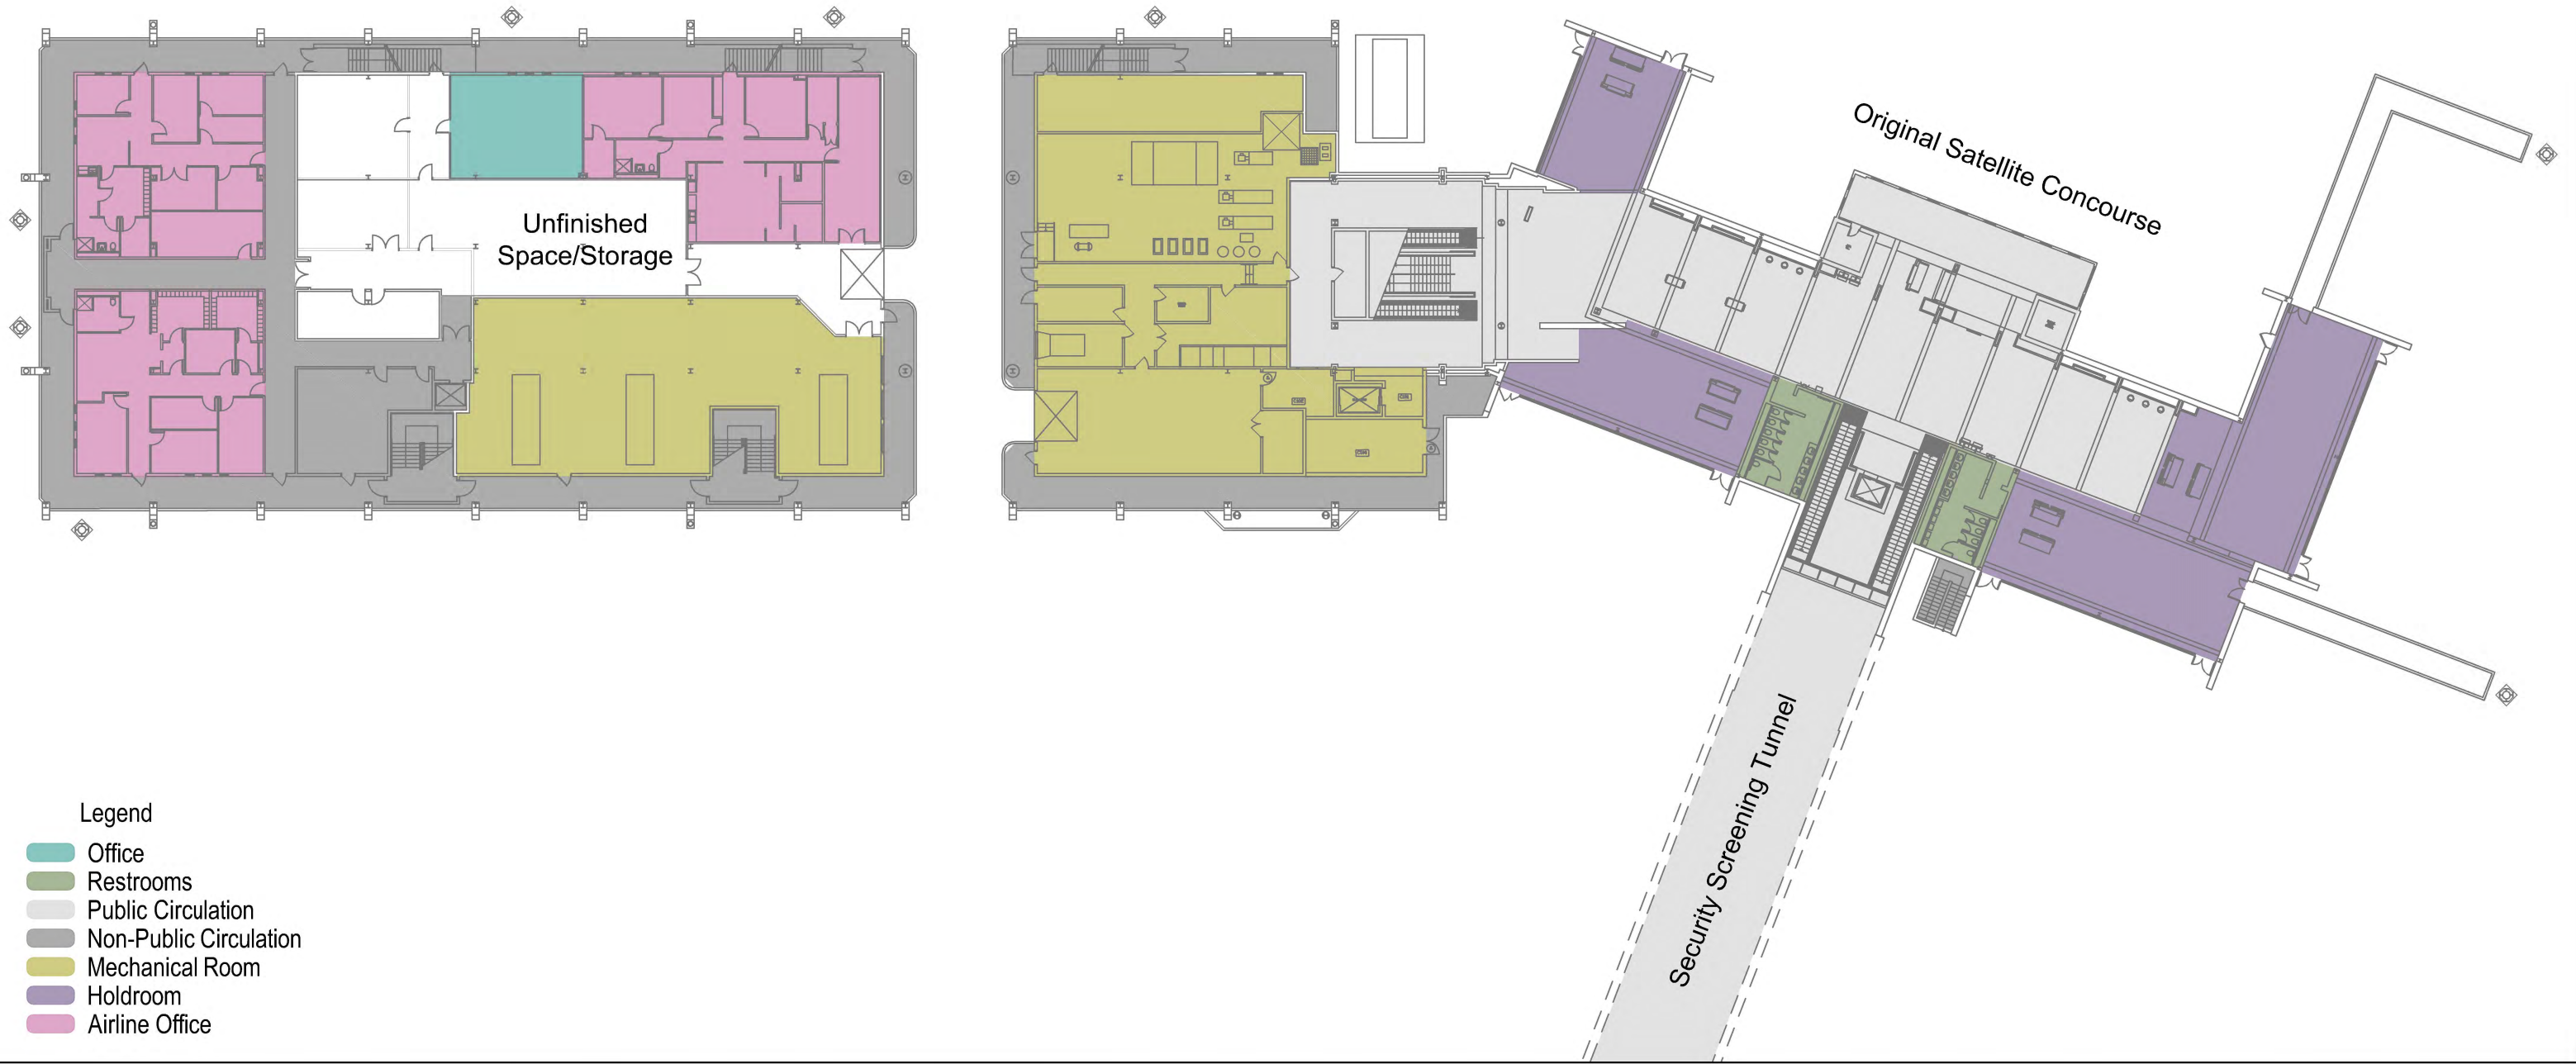 Original Satellite Concourse
Unfinished
Space/Storage
Security Screening Tunnel
Legend
Office
Restrooms
Public Circulation
Non-Public Circulation
Mechanical Room
Holdroom
Airline Office